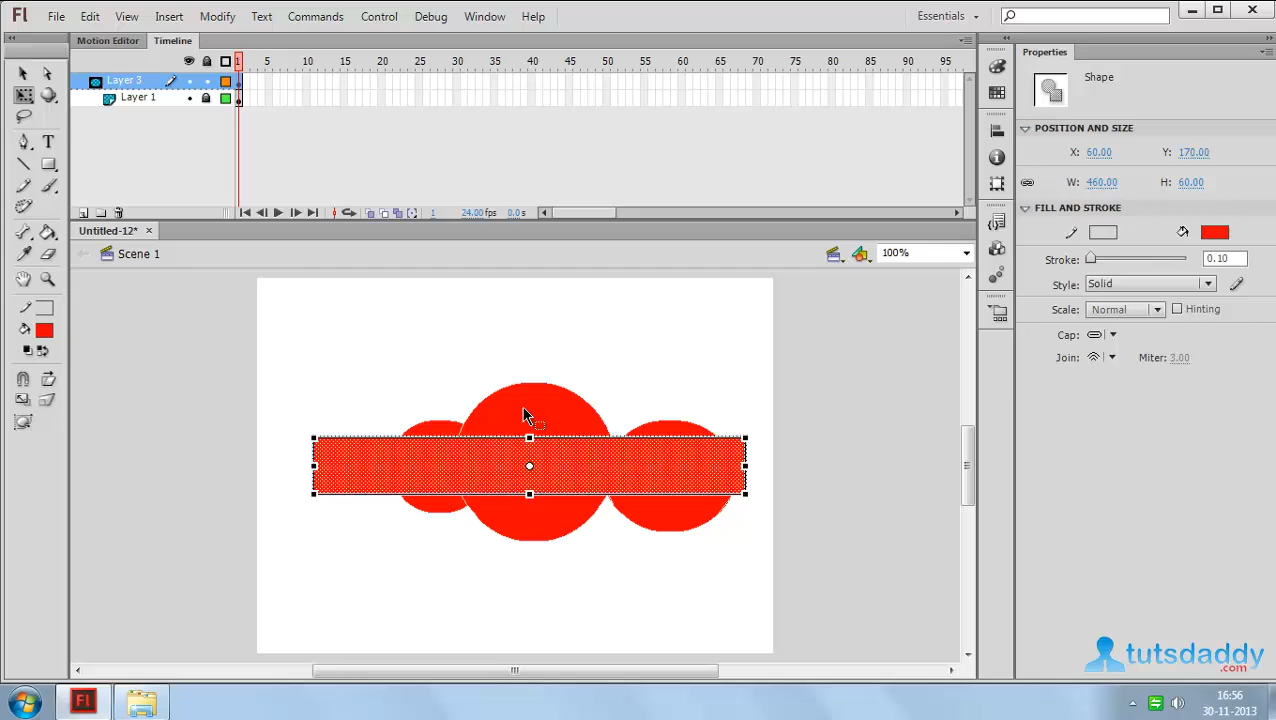 Fl File Edit View Insert Modify Text Commands Control Debug Window Help Essentials
Motion Editor Timeline
1 5 10 15 20 25 30 35 40 45 50 55 60 65 70 75 80 85 90 95
Layer 3
Layer 1
1 24.00 fps 0.0 s
Untitled-12* ×
Scene 1 100%
Properties
Shape
POSITION AND SIZE
X: 60.00 Y: 170.00
W: 460.00 H: 60.00
FILL AND STROKE
Stroke: 0.10
Style: Solid
Scale: Normal Hinting
Cap:
Join: Miter: 3.00
tutsdaddy
.com
Fl 16:56
30-11-2013